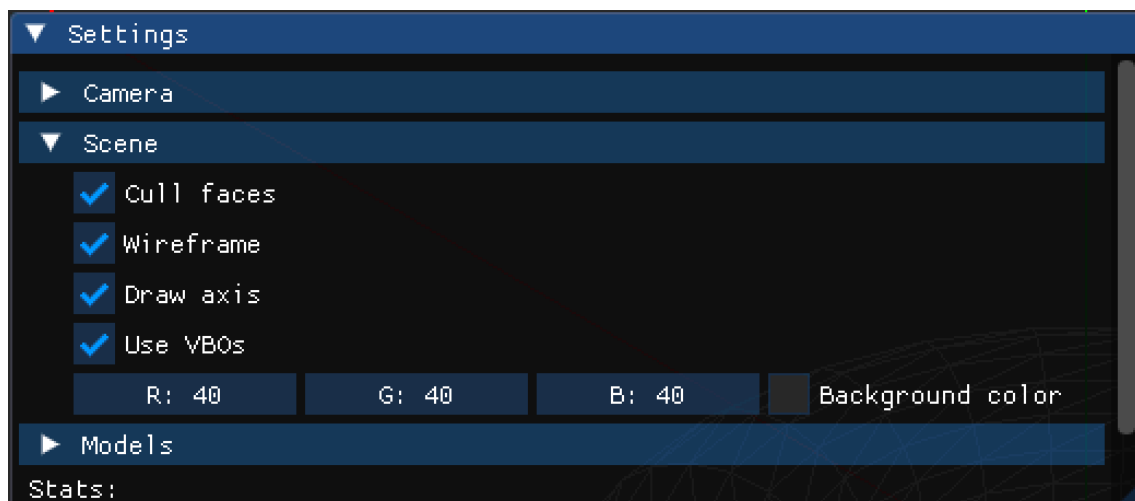 Settings
Camera
Scene
Cull faces
Wireframe
Draw axis
Use VBOs
R: 40 G: 40 B: 40 Background color
Models
Stats: